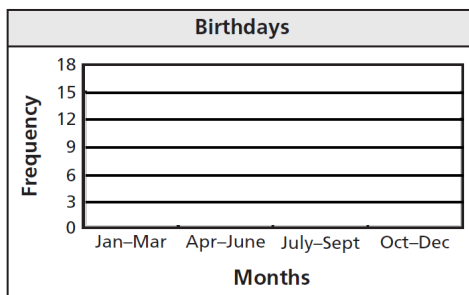 Birthdays
Frequency
18
15
12
9
6
3
0
Jan–Mar Apr–June July–Sept Oct–Dec
Months